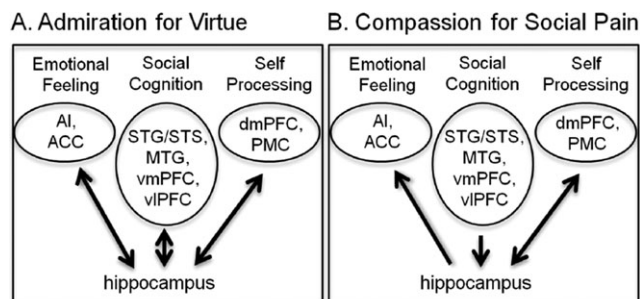 A. Admiration for Virtue
Emotional
Feeling
Social
Cognition
Self
Processing
AI,
ACC
STG/STS,
MTG,
vmPFC,
vlPFC
dmPFC,
PMC
hippocampus
B. Compassion for Social Pain
Emotional
Feeling
Social
Cognition
Self
Processing
AI,
ACC
STG/STS,
MTG,
vmPFC,
vlPFC
dmPFC,
PMC
hippocampus